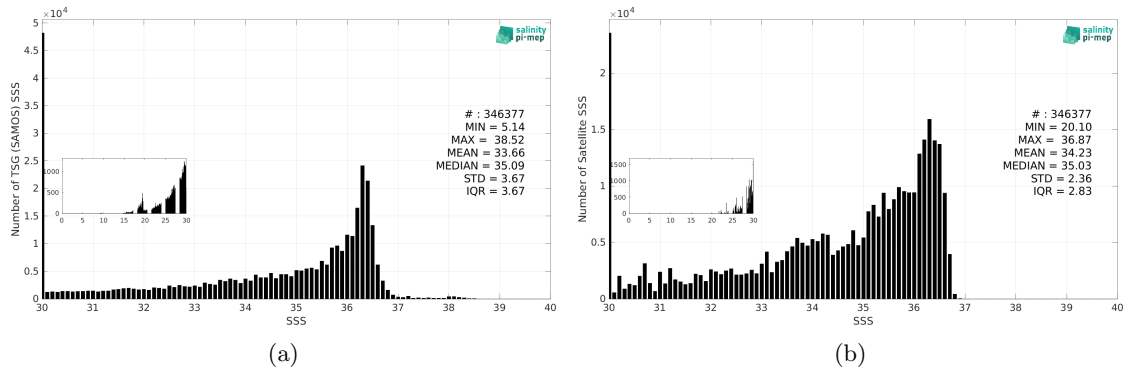 ×10⁴
5
4.5
4
3.5
3
2.5
2
1.5
1
0.5
0
30 31 32 33 34 35 36 37 38 39 40
SSS
Number of TSG (SAMOS) SSS
salinity
pi-mep
# : 346377
MIN = 5.14
MAX = 38.52
MEAN = 33.66
MEDIAN = 35.09
STD = 3.67
IQR = 3.67
1000
500
0
0 5 10 15 20 25 30
(a)
×10⁴
2
1.5
1
0.5
0
30 31 32 33 34 35 36 37 38 39 40
SSS
Number of Satellite SSS
salinity
pi-mep
# : 346377
MIN = 20.10
MAX = 36.87
MEAN = 34.23
MEDIAN = 35.03
STD = 2.36
IQR = 2.83
1500
1000
500
0
0 5 10 15 20 25 30
(b)